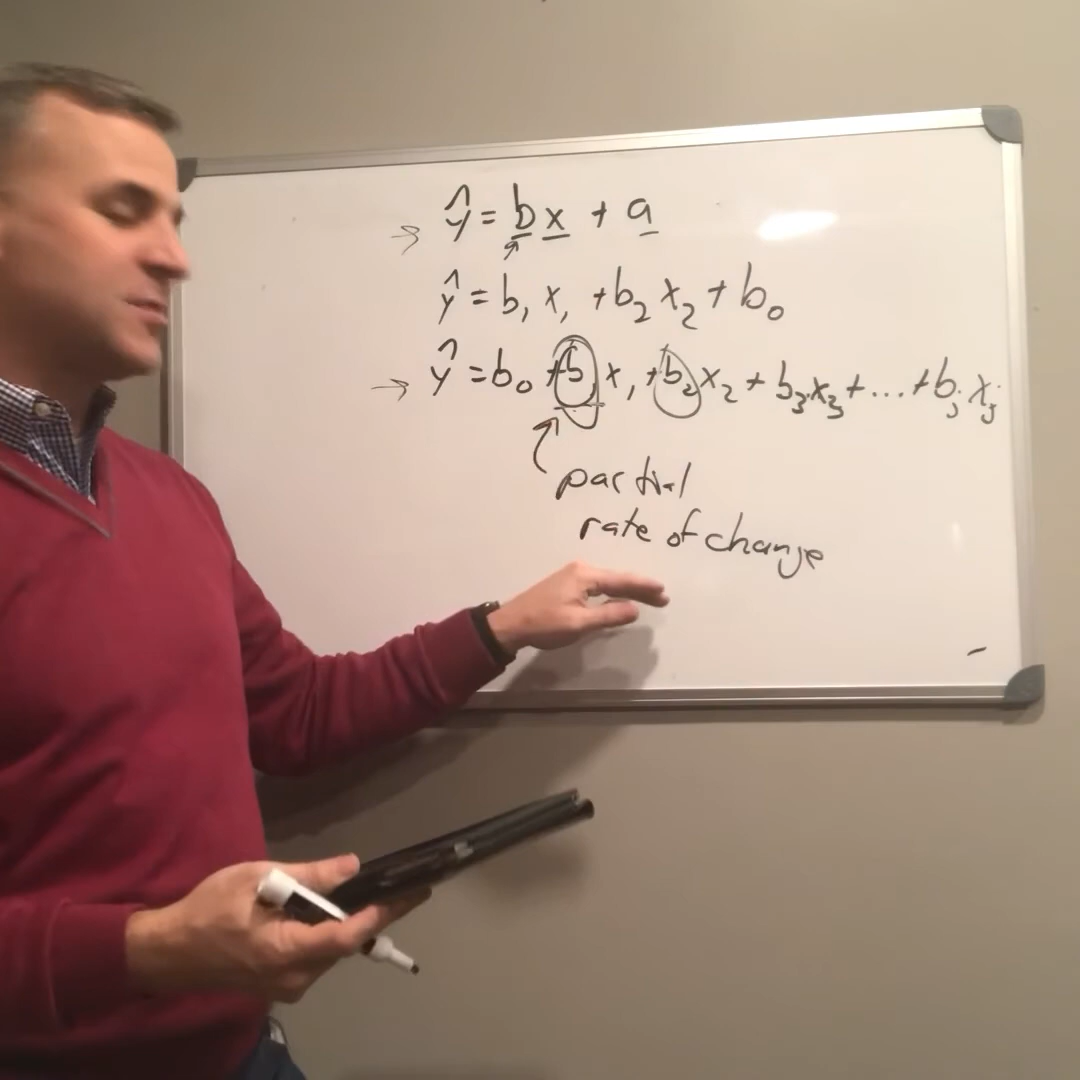 ŷ = bx + a
ŷ = b₁x₁ + b₂x₂ + b₀
ŷ = b₀ + b₁x₁ + b₂x₂ + b₃x₃ + ... + bⱼxⱼ
partial
rate of change